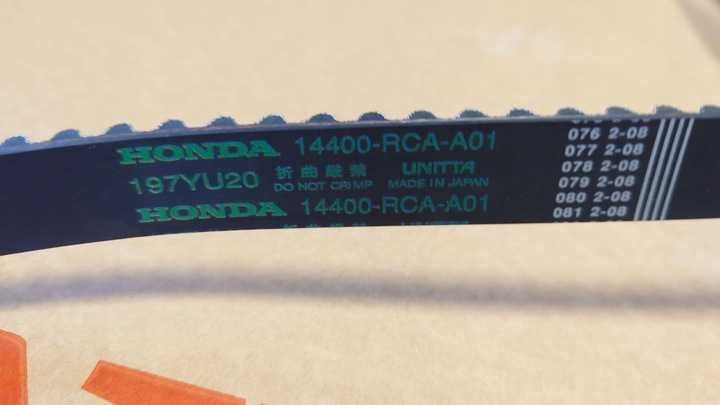 HONDA 14400-RCA-A01
197YU20 折曲厳禁 UNITTA
DO NOT CRIMP MADE IN JAPAN
HONDA 14400-RCA-A01
076 2-08
077 2-08
078 2-08
079 2-08
080 2-08
081 2-08